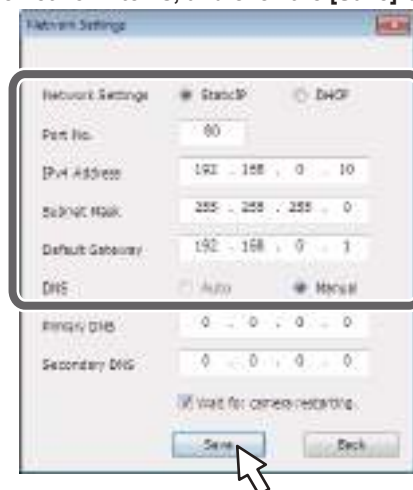 [Save]
Network Settings
Network Settings Static IP DHCP
Port No. 80
IPv4 Address 192 . 168 . 0 . 10
Subnet Mask 255 . 255 . 255 . 0
Default Gateway 192 . 168 . 0 . 1
DNS Auto Manual
Primary DNS 0 . 0 . 0 . 0
Secondary DNS 0 . 0 . 0 . 0
Wait for camera restarting.
Save Back